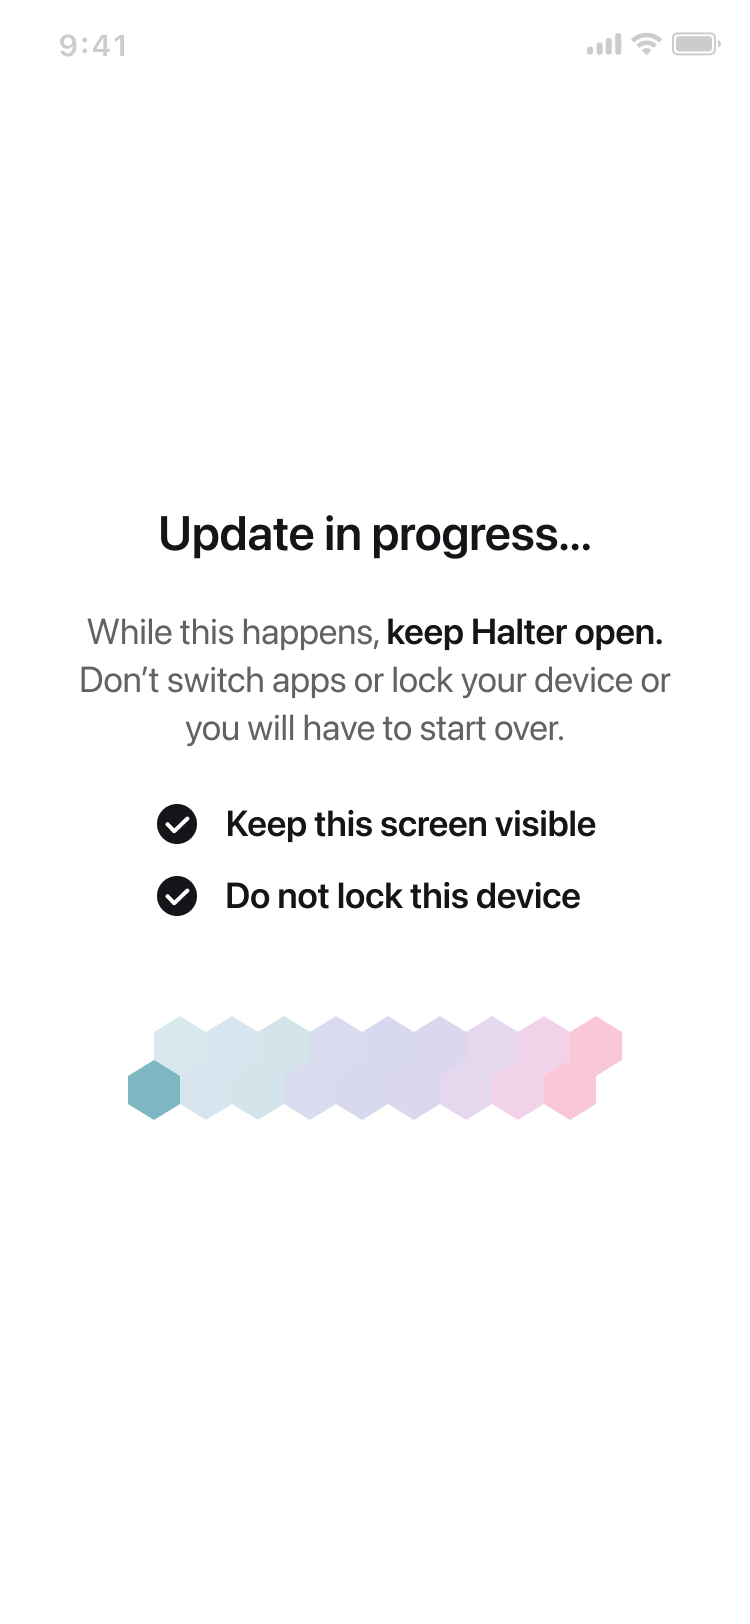 9:41
Update in progress...
While this happens, keep Halter open.
Don’t switch apps or lock your device or
you will have to start over.
Keep this screen visible
Do not lock this device